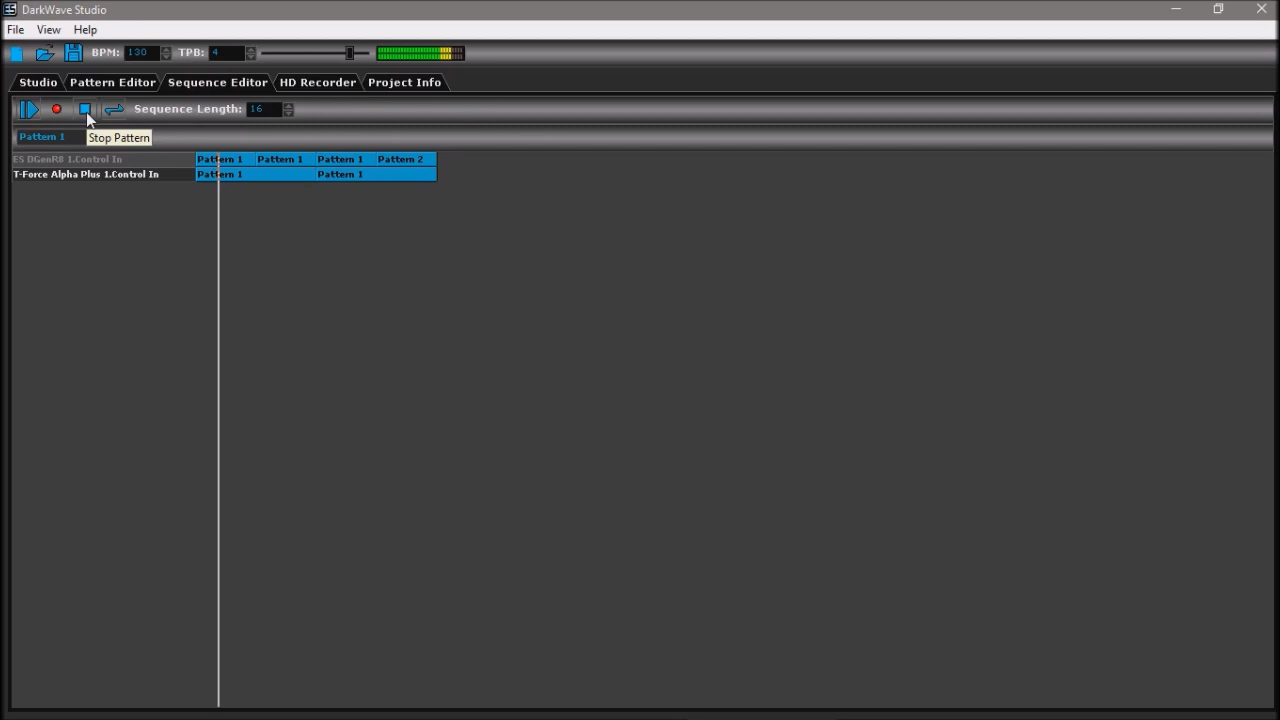 ES DarkWave Studio
File View Help
BPM: 130 TPB: 4
Studio Pattern Editor Sequence Editor HD Recorder Project Info
Sequence Length: 16
Pattern 1 Stop Pattern
ES DGenR8 1.Control In Pattern 1 Pattern 1 Pattern 1 Pattern 2
T-Force Alpha Plus 1.Control In Pattern 1 Pattern 1